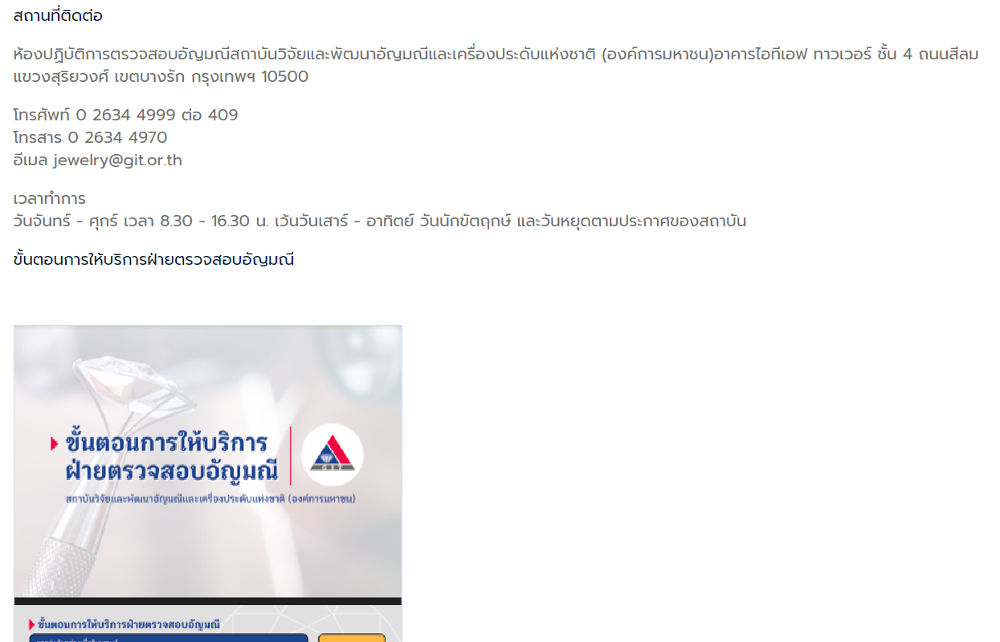 สถานที่ติดต่อ
ห้องปฏิบัติการตรวจสอบอัญมณีสถาบันวิจัยและพัฒนาอัญมณีและเครื่องประดับแห่งชาติ (องค์การมหาชน)อาคารไอทีเอฟ ทาวเวอร์ ชั้น 4 ถนนสีลม
แขวงสุริยวงศ์ เขตบางรัก กรุงเทพฯ 10500
โทรศัพท์ 0 2634 4999 ต่อ 409
โทรสาร 0 2634 4970
อีเมล jewelry@git.or.th
เวลาทำการ
วันจันทร์ - ศุกร์ เวลา 8.30 - 16.30 น. เว้นวันเสาร์ - อาทิตย์ วันนักขัตฤกษ์ และวันหยุดตามประกาศของสถาบัน
ขั้นตอนการให้บริการฝ่ายตรวจสอบอัญมณี
ขั้นตอนการให้บริการ
ฝ่ายตรวจสอบอัญมณี
สถาบันวิจัยและพัฒนาอัญมณีและเครื่องประดับแห่งชาติ (องค์การมหาชน)
ขั้นตอนการให้บริการฝ่ายตรวจสอบอัญมณี